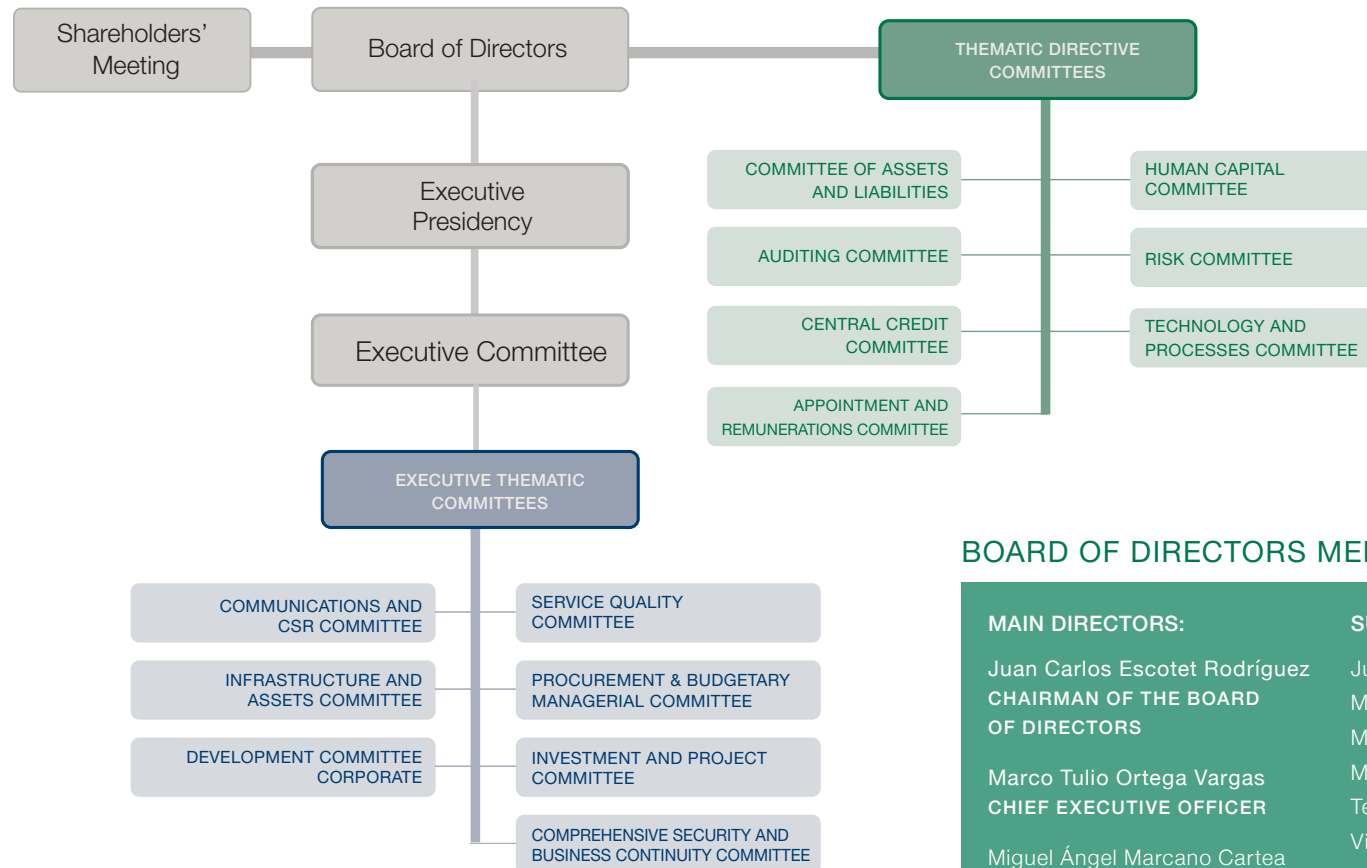 Shareholders'
Meeting
Board of Directors
THEMATIC DIRECTIVE
COMMITTEES
Executive
Presidency
Executive Committee
COMMITTEE OF ASSETS
AND LIABILITIES
HUMAN CAPITAL
COMMITTEE
AUDITING COMMITTEE
RISK COMMITTEE
CENTRAL CREDIT
COMMITTEE
TECHNOLOGY AND
PROCESSES COMMITTEE
APPOINTMENT AND
REMUNERATIONS COMMITTEE
EXECUTIVE THEMATIC
COMMITTEES
COMMUNICATIONS AND
CSR COMMITTEE
SERVICE QUALITY
COMMITTEE
INFRASTRUCTURE AND
ASSETS COMMITTEE
PROCUREMENT & BUDGETARY
MANAGERIAL COMMITTEE
DEVELOPMENT COMMITTEE
CORPORATE
INVESTMENT AND PROJECT
COMMITTEE
COMPREHENSIVE SECURITY AND
BUSINESS CONTINUITY COMMITTEE
BOARD OF DIRECTORS
MAIN DIRECTORS:
Juan Carlos Escotet Rodríguez
CHAIRMAN OF THE BOARD
OF DIRECTORS
Marco Tulio Ortega Vargas
CHIEF EXECUTIVE OFFICER
Miguel Ángel Marcano Cartea